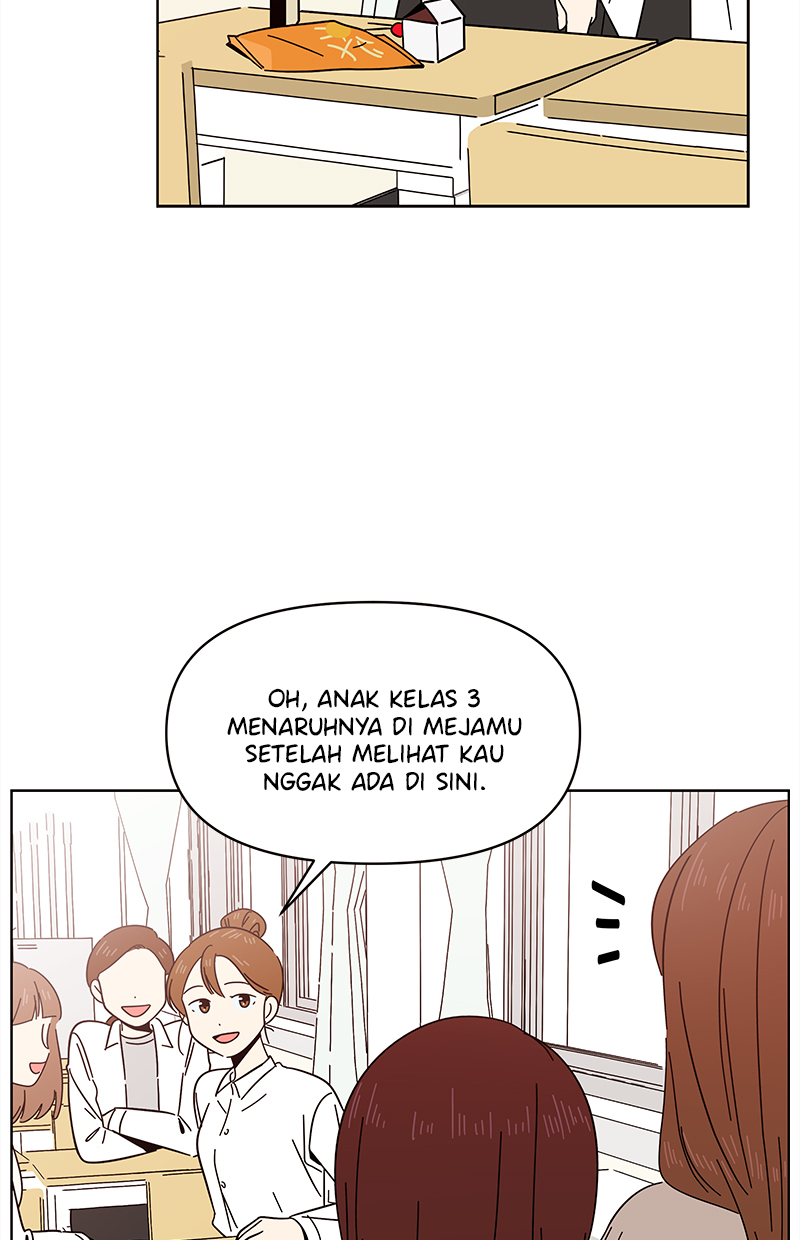 OH, ANAK KELAS 3
MENARUHNYA DI MEJAMU
SETELAH MELIHAT KAU
NGGAK ADA DI SINI.